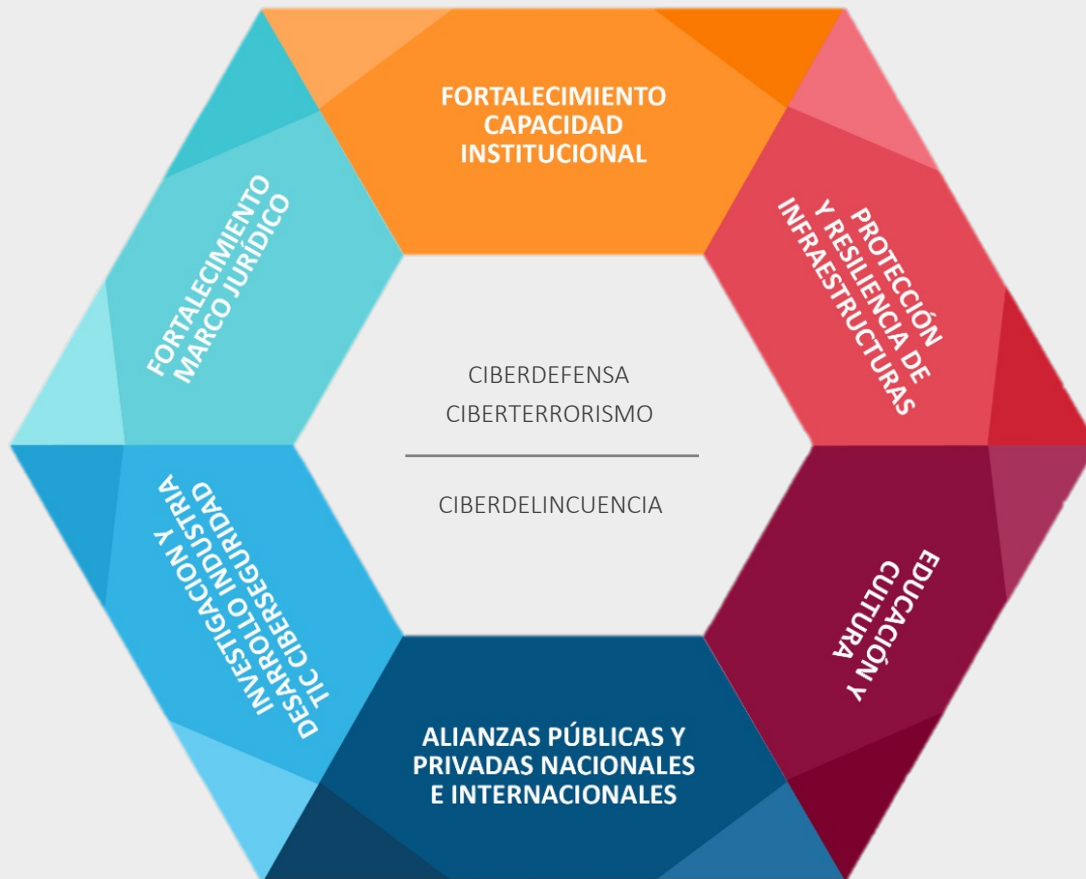 FORTALECIMIENTO
CAPACIDAD
INSTITUCIONAL
PROTECCIÓN
Y RESILIENCIA DE
INFRAESTRUCTURAS
EDUCACIÓN Y
CULTURA
ALIANZAS PÚBLICAS Y
PRIVADAS NACIONALES
E INTERNACIONALES
INVESTIGACION Y
DESARROLLO INDUSTRIA
TIC CIBERSEGURIDAD
FORTALECIMIENTO
MARCO JURÍDICO
CIBERDEFENSA
CIBERTERRORISMO
CIBERDELINCUENCIA